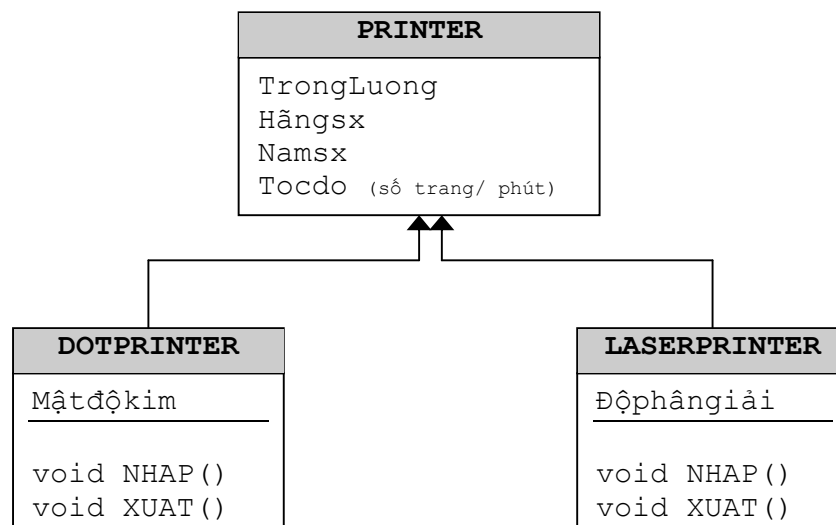 PRINTER
TrongLuong
Hãngsx
Namsx
Tocdo (số trang/ phút)
DOTPRINTER
Mậtđộkim
void NHAP()
void XUAT()
LASERPRINTER
Độphângiải
void NHAP()
void XUAT()